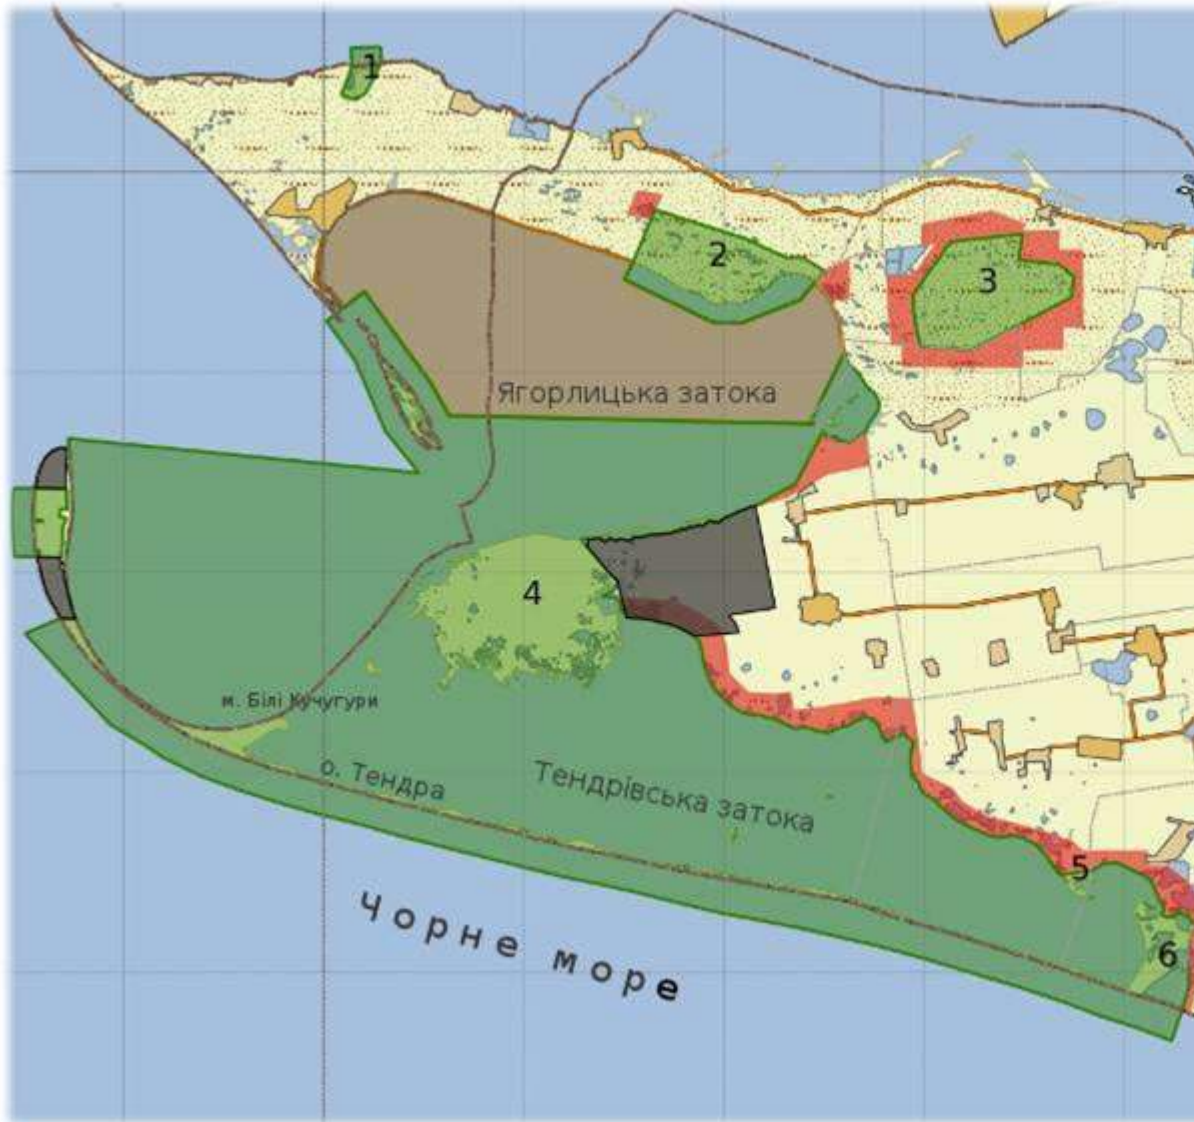 1
2
3
Ягорлицька затока
4
м. Білі Кучугури
о. Тендра
Тендрівська затока
5
Чорне море
6